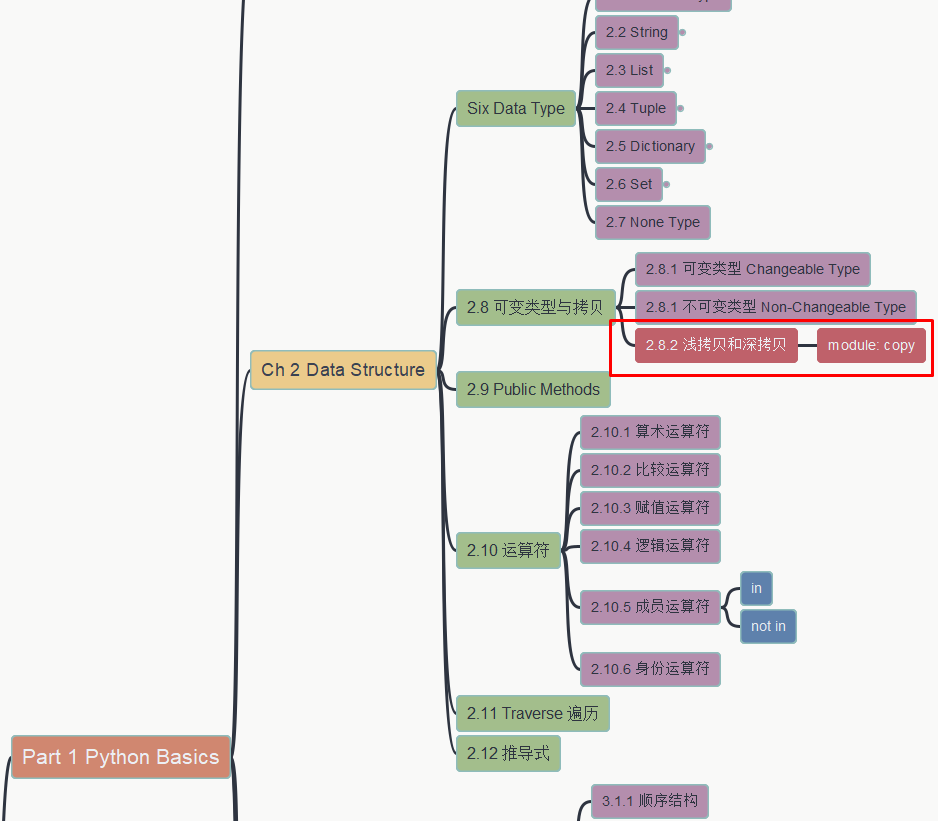 2.2 String
2.3 List
Six Data Type
2.4 Tuple
2.5 Dictionary
2.6 Set
2.7 None Type
2.8.1 可变类型 Changeable Type
2.8 可变类型与拷贝
2.8.1 不可变类型 Non-Changeable Type
2.8.2 浅拷贝和深拷贝
module: copy
Ch 2 Data Structure
2.9 Public Methods
2.10.1 算术运算符
2.10.2 比较运算符
2.10.3 赋值运算符
2.10 运算符
2.10.4 逻辑运算符
2.10.5 成员运算符
in
not in
2.10.6 身份运算符
2.11 Traverse 遍历
2.12 推导式
Part 1 Python Basics
3.1.1 顺序结构